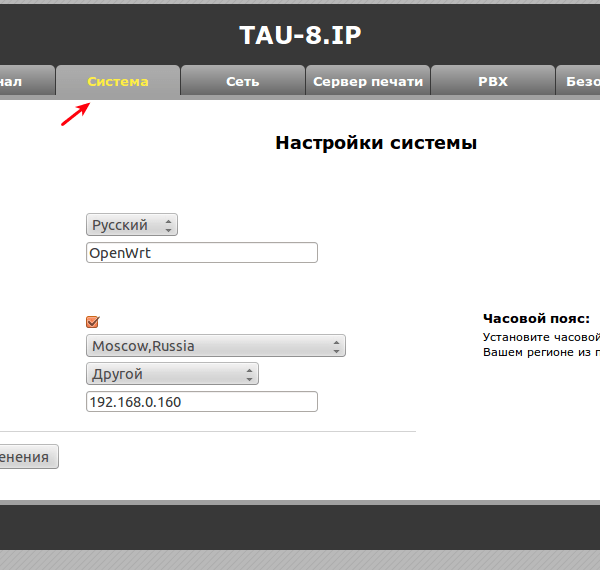 TAU-8.IP
нал Система Сеть Сервер печати PBX Безо
Настройки системы
Русский
OpenWrt
Moscow,Russia
Другой
192.168.0.160
Часовой пояс:
Установите часовой
Вашем регионе из п
енения